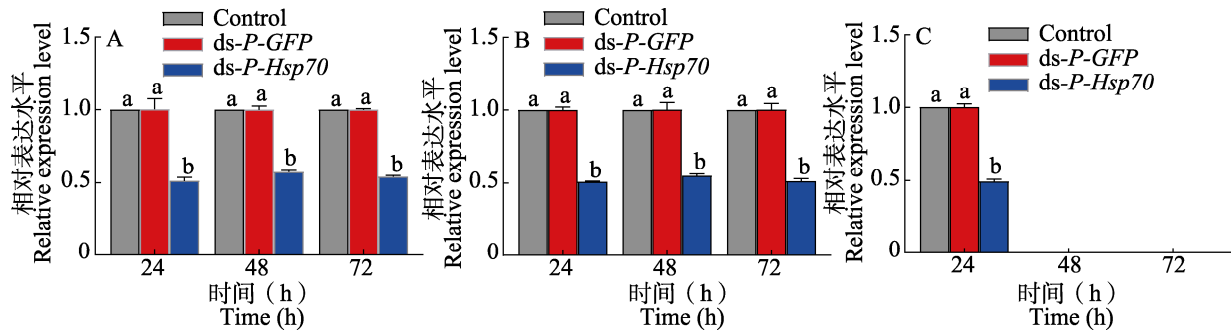 A
Control
ds-P-GFP
ds-P-Hsp70
相对表达水平
Relative expression level
1.5
1.0
0.5
0
a a b
a a b
a a b
24 48 72
时间（h）
Time (h)
B
Control
ds-P-GFP
ds-P-Hsp70
相对表达水平
Relative expression level
1.5
1.0
0.5
0
a a b
a a b
a a b
24 48 72
时间（h）
Time (h)
C
Control
ds-P-GFP
ds-P-Hsp70
相对表达水平
Relative expression level
1.5
1.0
0.5
0
a a b
24 48 72
时间（h）
Time (h)